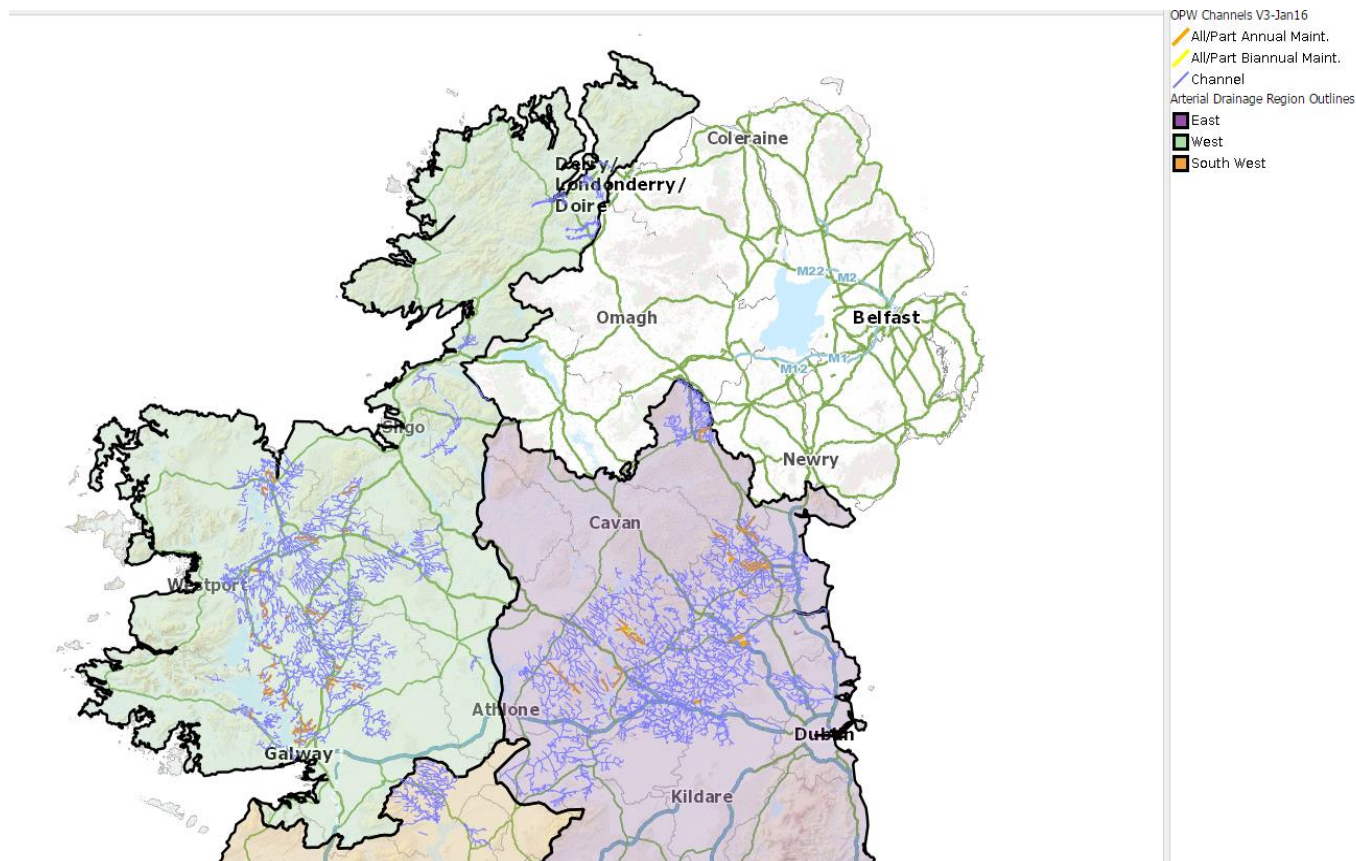 OPW Channels V3-Jan16
All/Part Annual Maint.
All/Part Biannual Maint.
Channel
Arterial Drainage Region Outlines
East
West
South West
Coleraine
Derry/
Londonderry/
Doire
M22
M2
Omagh
Belfast
M1
M12
Sligo
Newry
Cavan
Westport
Athlone
Dublin
Galway
Kildare